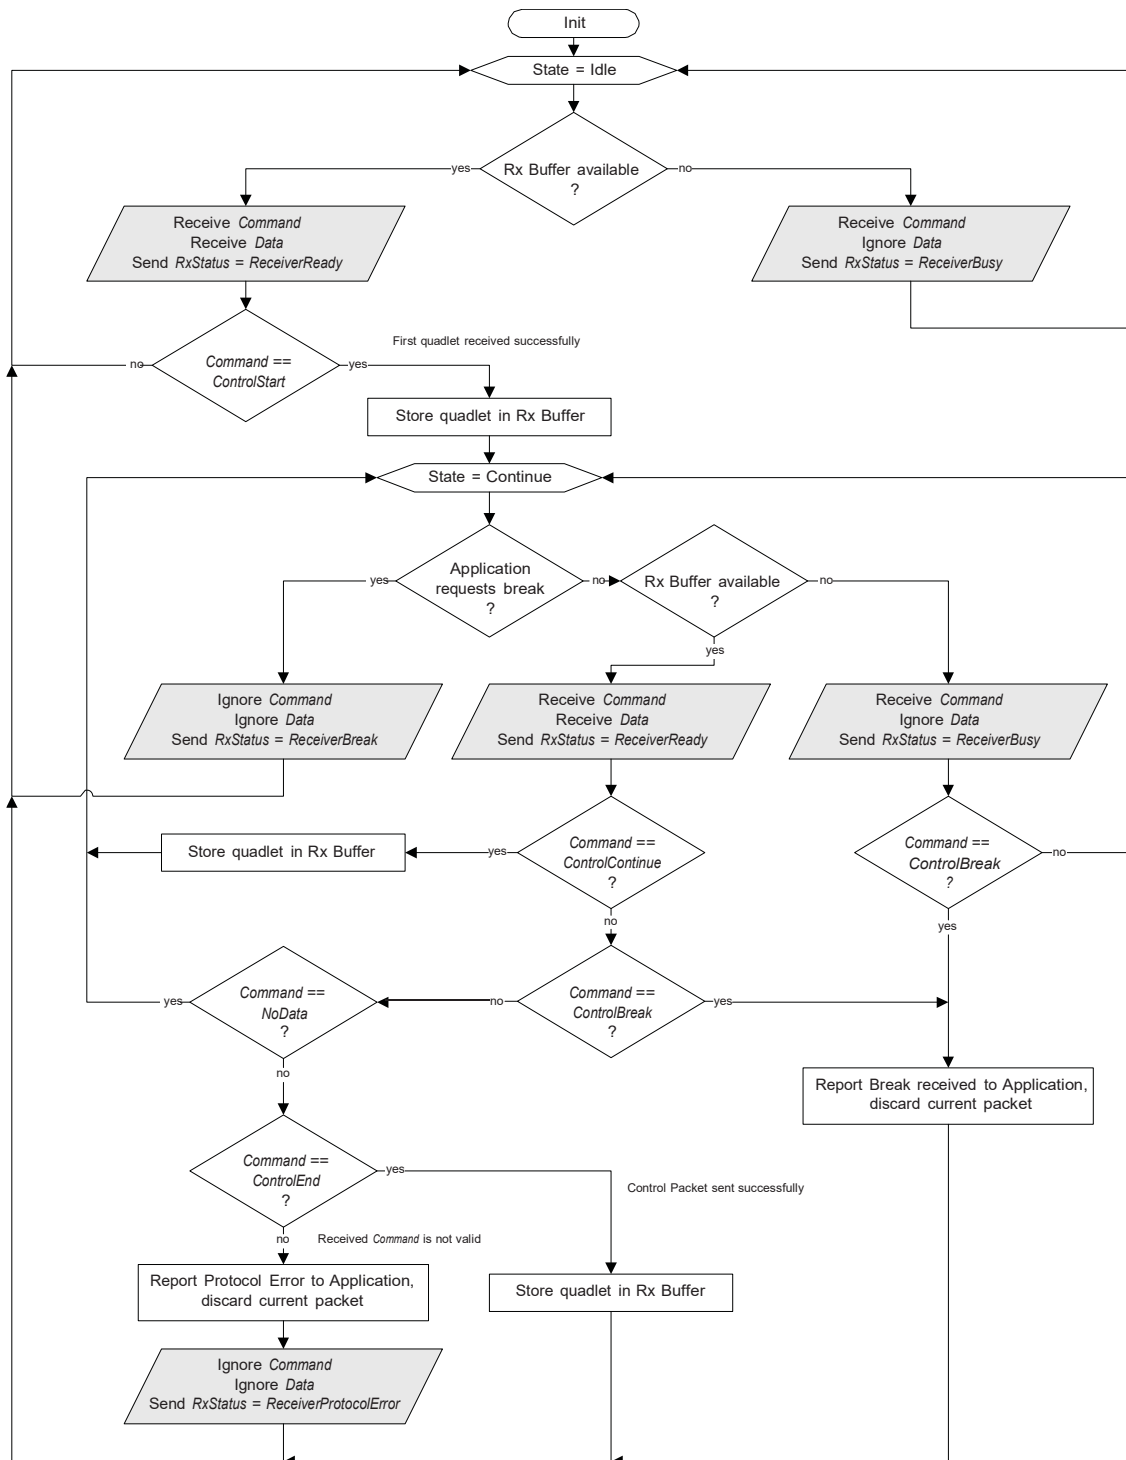 Init
State = Idle
Rx Buffer available
?
yes
no
Receive Command
Receive Data
Send RxStatus = ReceiverReady
Receive Command
Ignore Data
Send RxStatus = ReceiverBusy
First quadlet received successfully
Command ==
ControlStart
no
yes
Store quadlet in Rx Buffer
State = Continue
Application
requests break
?
yes
no
Rx Buffer available
?
no
yes
Ignore Command
Ignore Data
Send RxStatus = ReceiverBreak
Receive Command
Receive Data
Send RxStatus = ReceiverReady
Receive Command
Ignore Data
Send RxStatus = ReceiverBusy
Store quadlet in Rx Buffer
yes
Command ==
ControlContinue
?
no
Command ==
ControlBreak
?
no
yes
yes
Command ==
NoData
?
no
Command ==
ControlBreak
?
yes
no
Report Break received to Application,
discard current packet
Command ==
ControlEnd
?
yes
Control Packet sent successfully
no
Received Command is not valid
Report Protocol Error to Application,
discard current packet
Store quadlet in Rx Buffer
Ignore Command
Ignore Data
Send RxStatus = ReceiverProtocolError